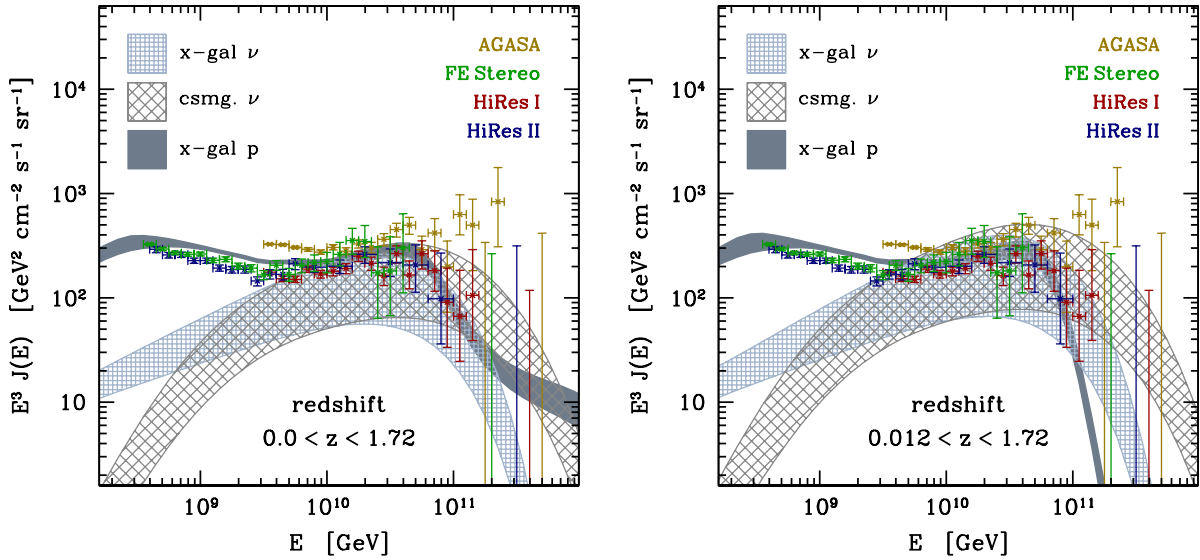 x-gal ν
csmg. ν
x-gal p
AGASA
FE Stereo
HiRes I
HiRes II
E³ J(E) [GeV² cm⁻² s⁻¹ sr⁻¹]
10⁴
10³
10²
10
redshift
0.0 < z < 1.72
10⁹
10¹⁰
10¹¹
E [GeV]
x-gal ν
csmg. ν
x-gal p
AGASA
FE Stereo
HiRes I
HiRes II
E³ J(E) [GeV² cm⁻² s⁻¹ sr⁻¹]
10⁴
10³
10²
10
redshift
0.012 < z < 1.72
10⁹
10¹⁰
10¹¹
E [GeV]